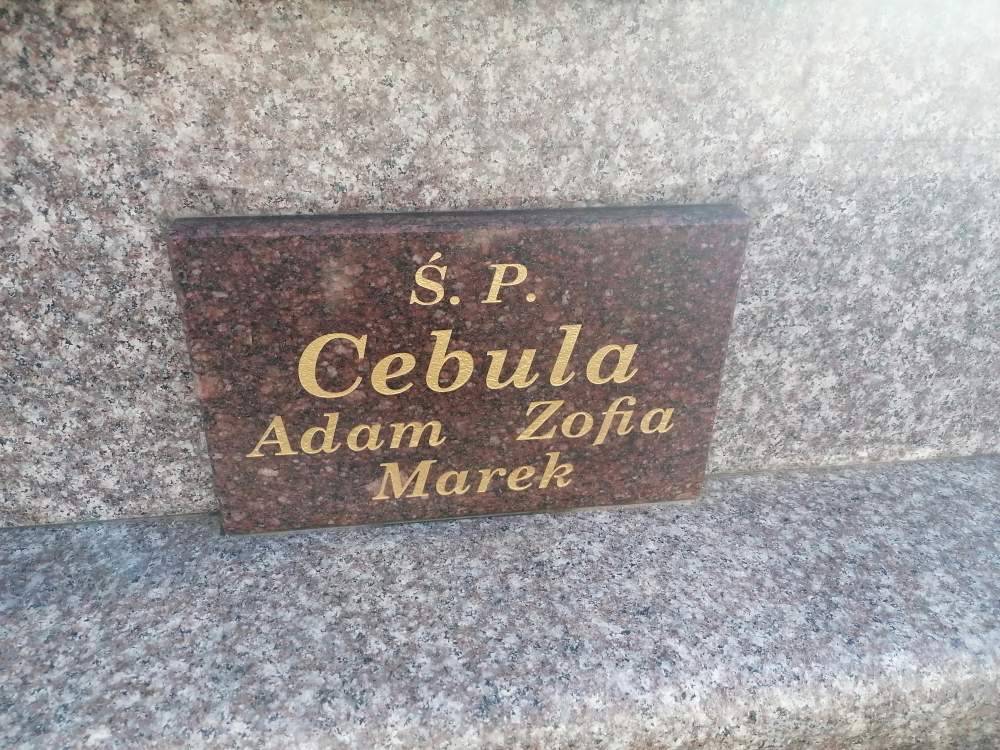 Ś. P.
Cebula
Adam Zofia
Marek